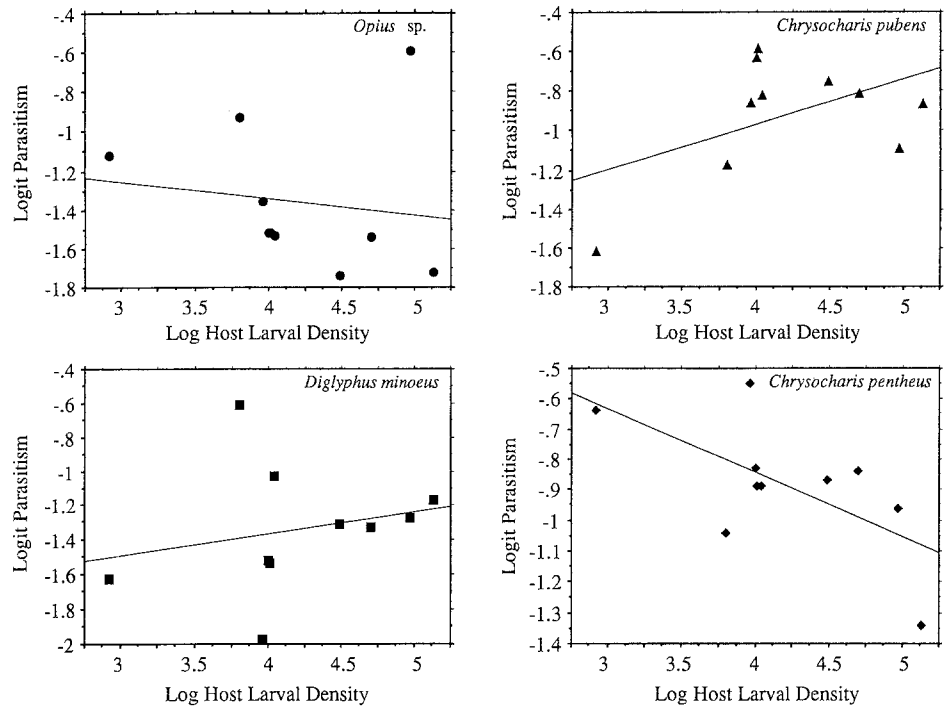 Opius sp.
-.4
-.6
-.8
-1
-1.2
-1.4
-1.6
-1.8
Logit Parasitism
3 3.5 4 4.5 5
Log Host Larval Density
Chrysocharis pubens
-.4
-.6
-.8
-1
-1.2
-1.4
-1.6
-1.8
Logit Parasitism
3 3.5 4 4.5 5
Log Host Larval Density
Diglyphus minoeus
-.4
-.6
-.8
-1
-1.2
-1.4
-1.6
-1.8
-2
Logit Parasitism
3 3.5 4 4.5 5
Log Host Larval Density
Chrysocharis pentheus
-.5
-.6
-.7
-.8
-.9
-1
-1.1
-1.2
-1.3
-1.4
Logit Parasitism
3 3.5 4 4.5 5
Log Host Larval Density